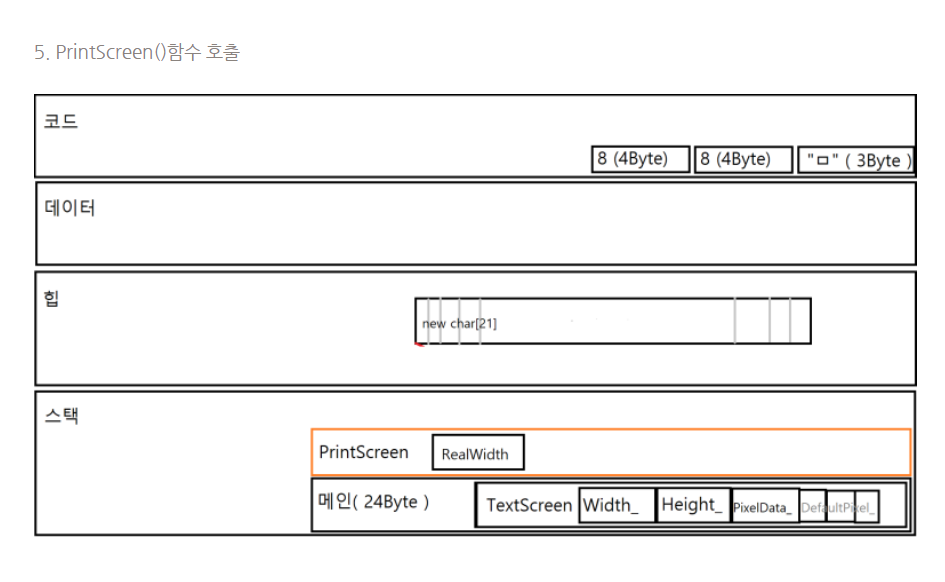 5. PrintScreen()함수 호출
코드
8 (4Byte) 8 (4Byte) "ㅁ" ( 3Byte )
데이터
힙
new char[21]
스택
PrintScreen RealWidth
메인( 24Byte ) TextScreen Width_ Height_ PixelData_ DefaultPixel_